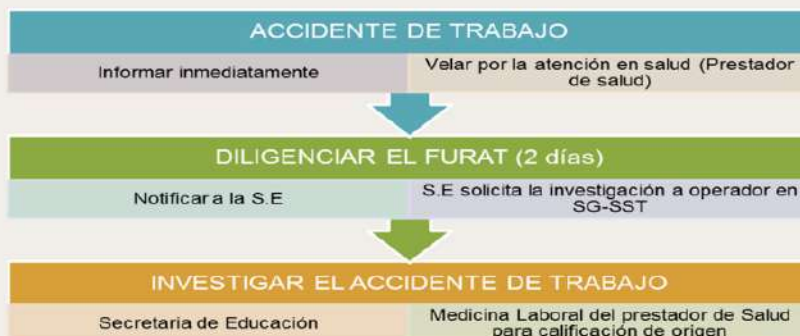 ACCIDENTE DE TRABAJO
Informar inmediatamente
Velar por la atención en salud (Prestador
de salud)
DILIGENCIAR EL FURAT (2 días)
Notificar a la S.E
S.E solicita la investigación a operador en
SG-SST
INVESTIGAR EL ACCIDENTE DE TRABAJO
Secretaria de Educación
Medicina Laboral del prestador de Salud
para calificación de origen